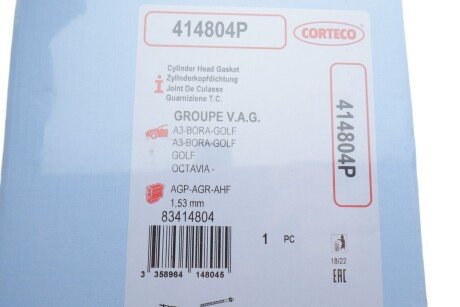 414804P
CORTECO
Cylinder Head Gasket
Zylinderkopfdichtung
Joint De Culasse
Guarnizione T.C.
i
GROUPE V.A.G.
A3-BORA-GOLF
A3-BORA-GOLF
GOLF
OCTAVIA -
AGP-AGR-AHF
1,53 mm
83414804
3 358964 148045
1 PC
18/22
EAC
414804P